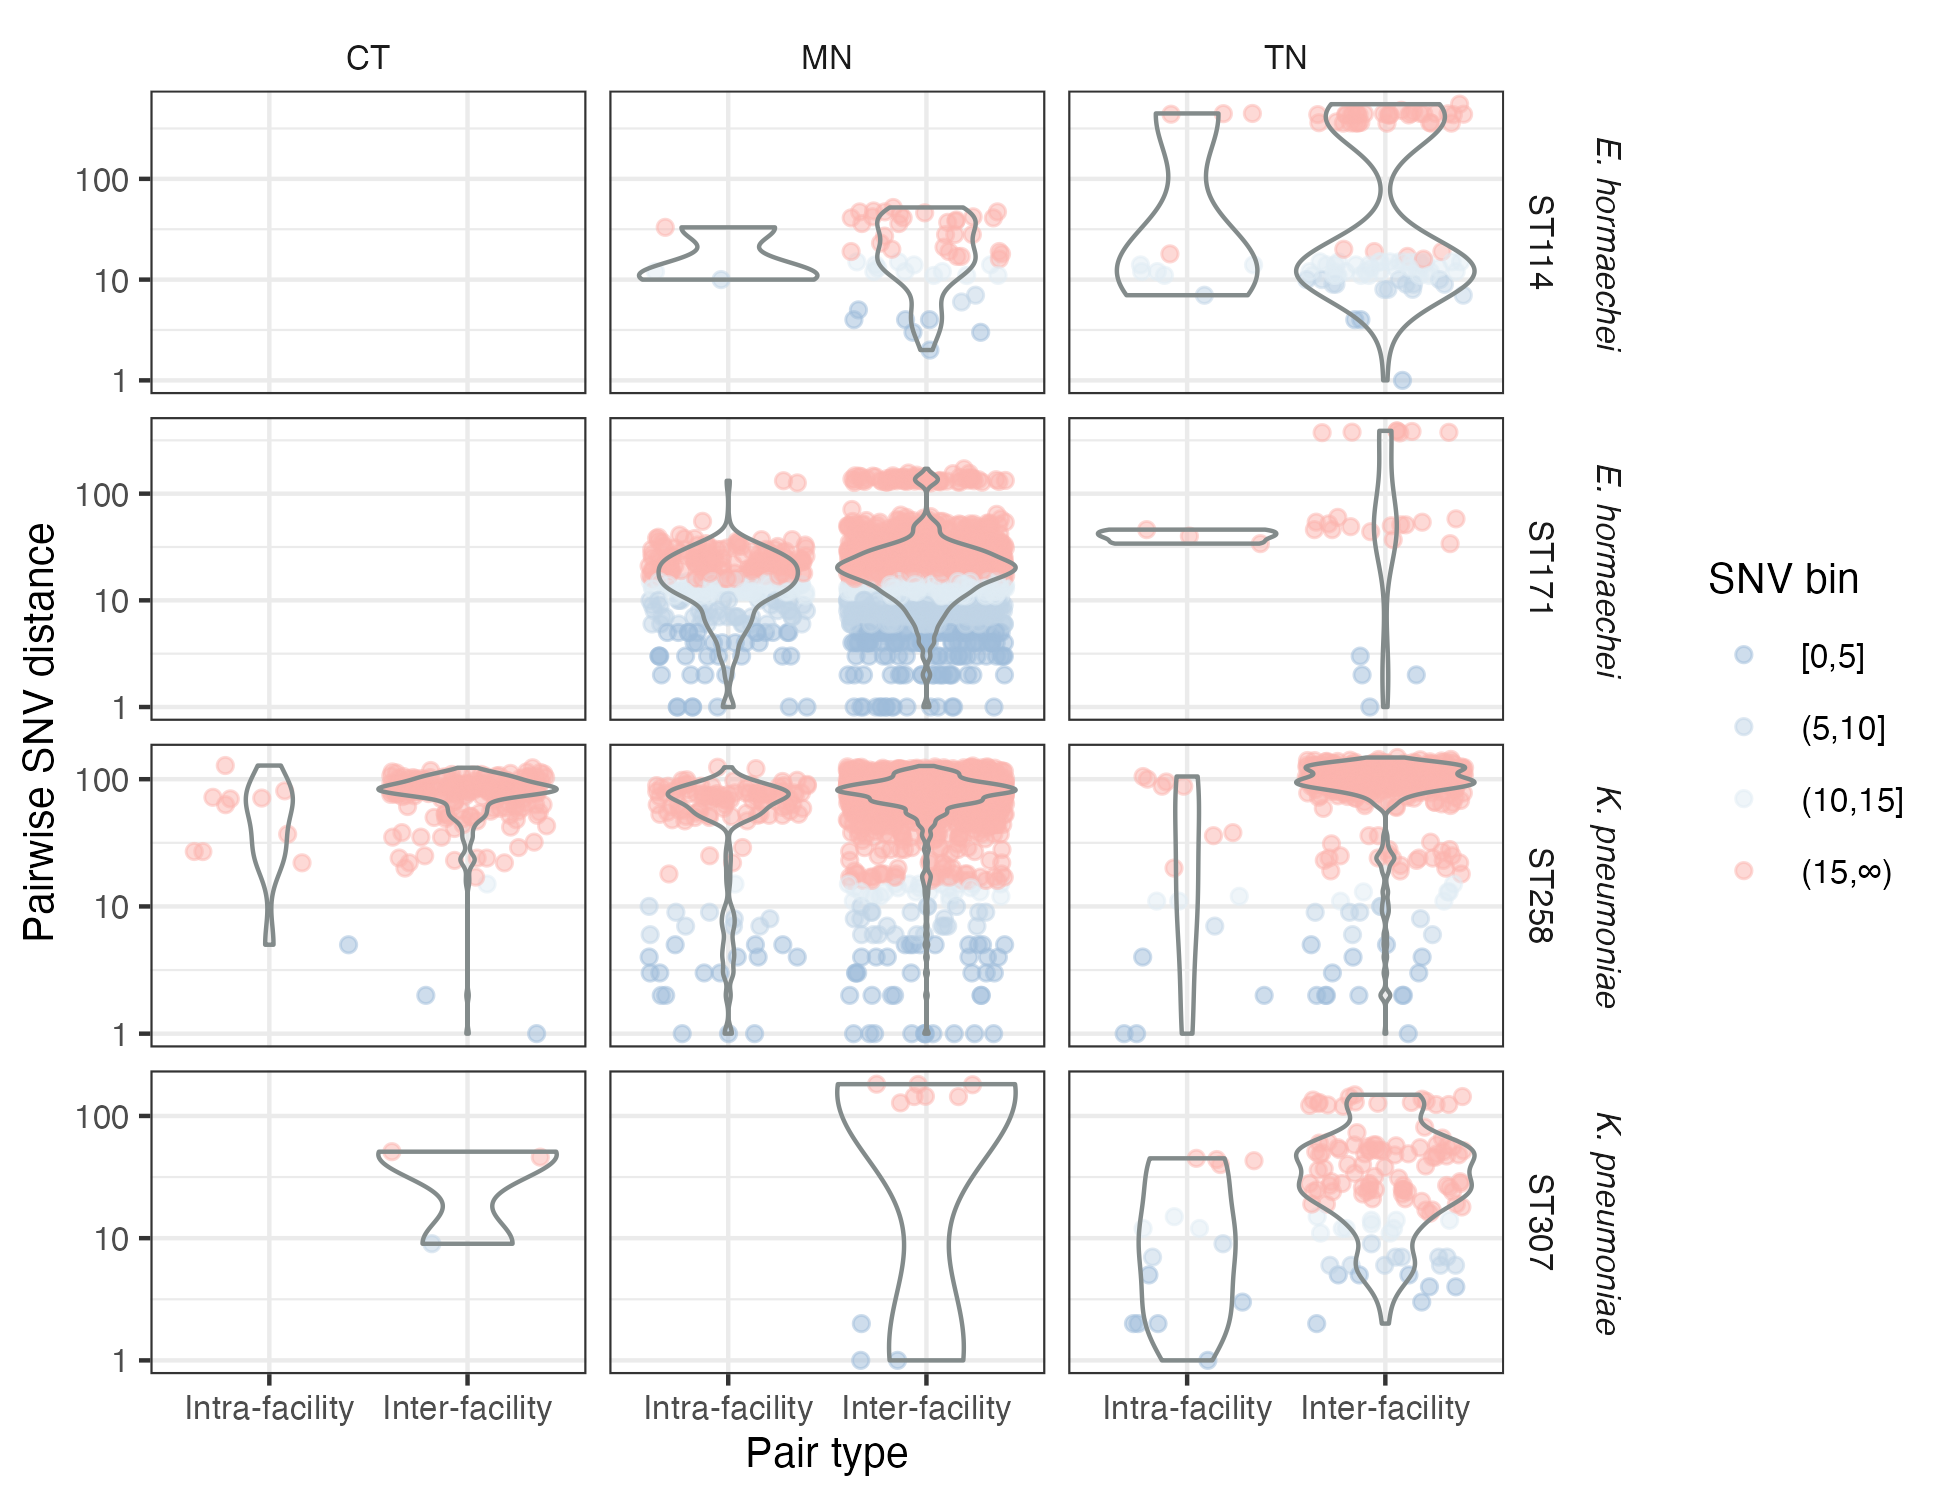 CT
MN
TN
100
10
1
ST114
E. hormaechei
100
10
1
ST171
E. hormaechei
100
10
1
ST258
K. pneumoniae
100
10
1
ST307
K. pneumoniae
Pairwise SNV distance
Intra-facility
Inter-facility
Intra-facility
Inter-facility
Intra-facility
Inter-facility
Pair type
SNV bin
[0,5]
(5,10]
(10,15]
(15,∞)